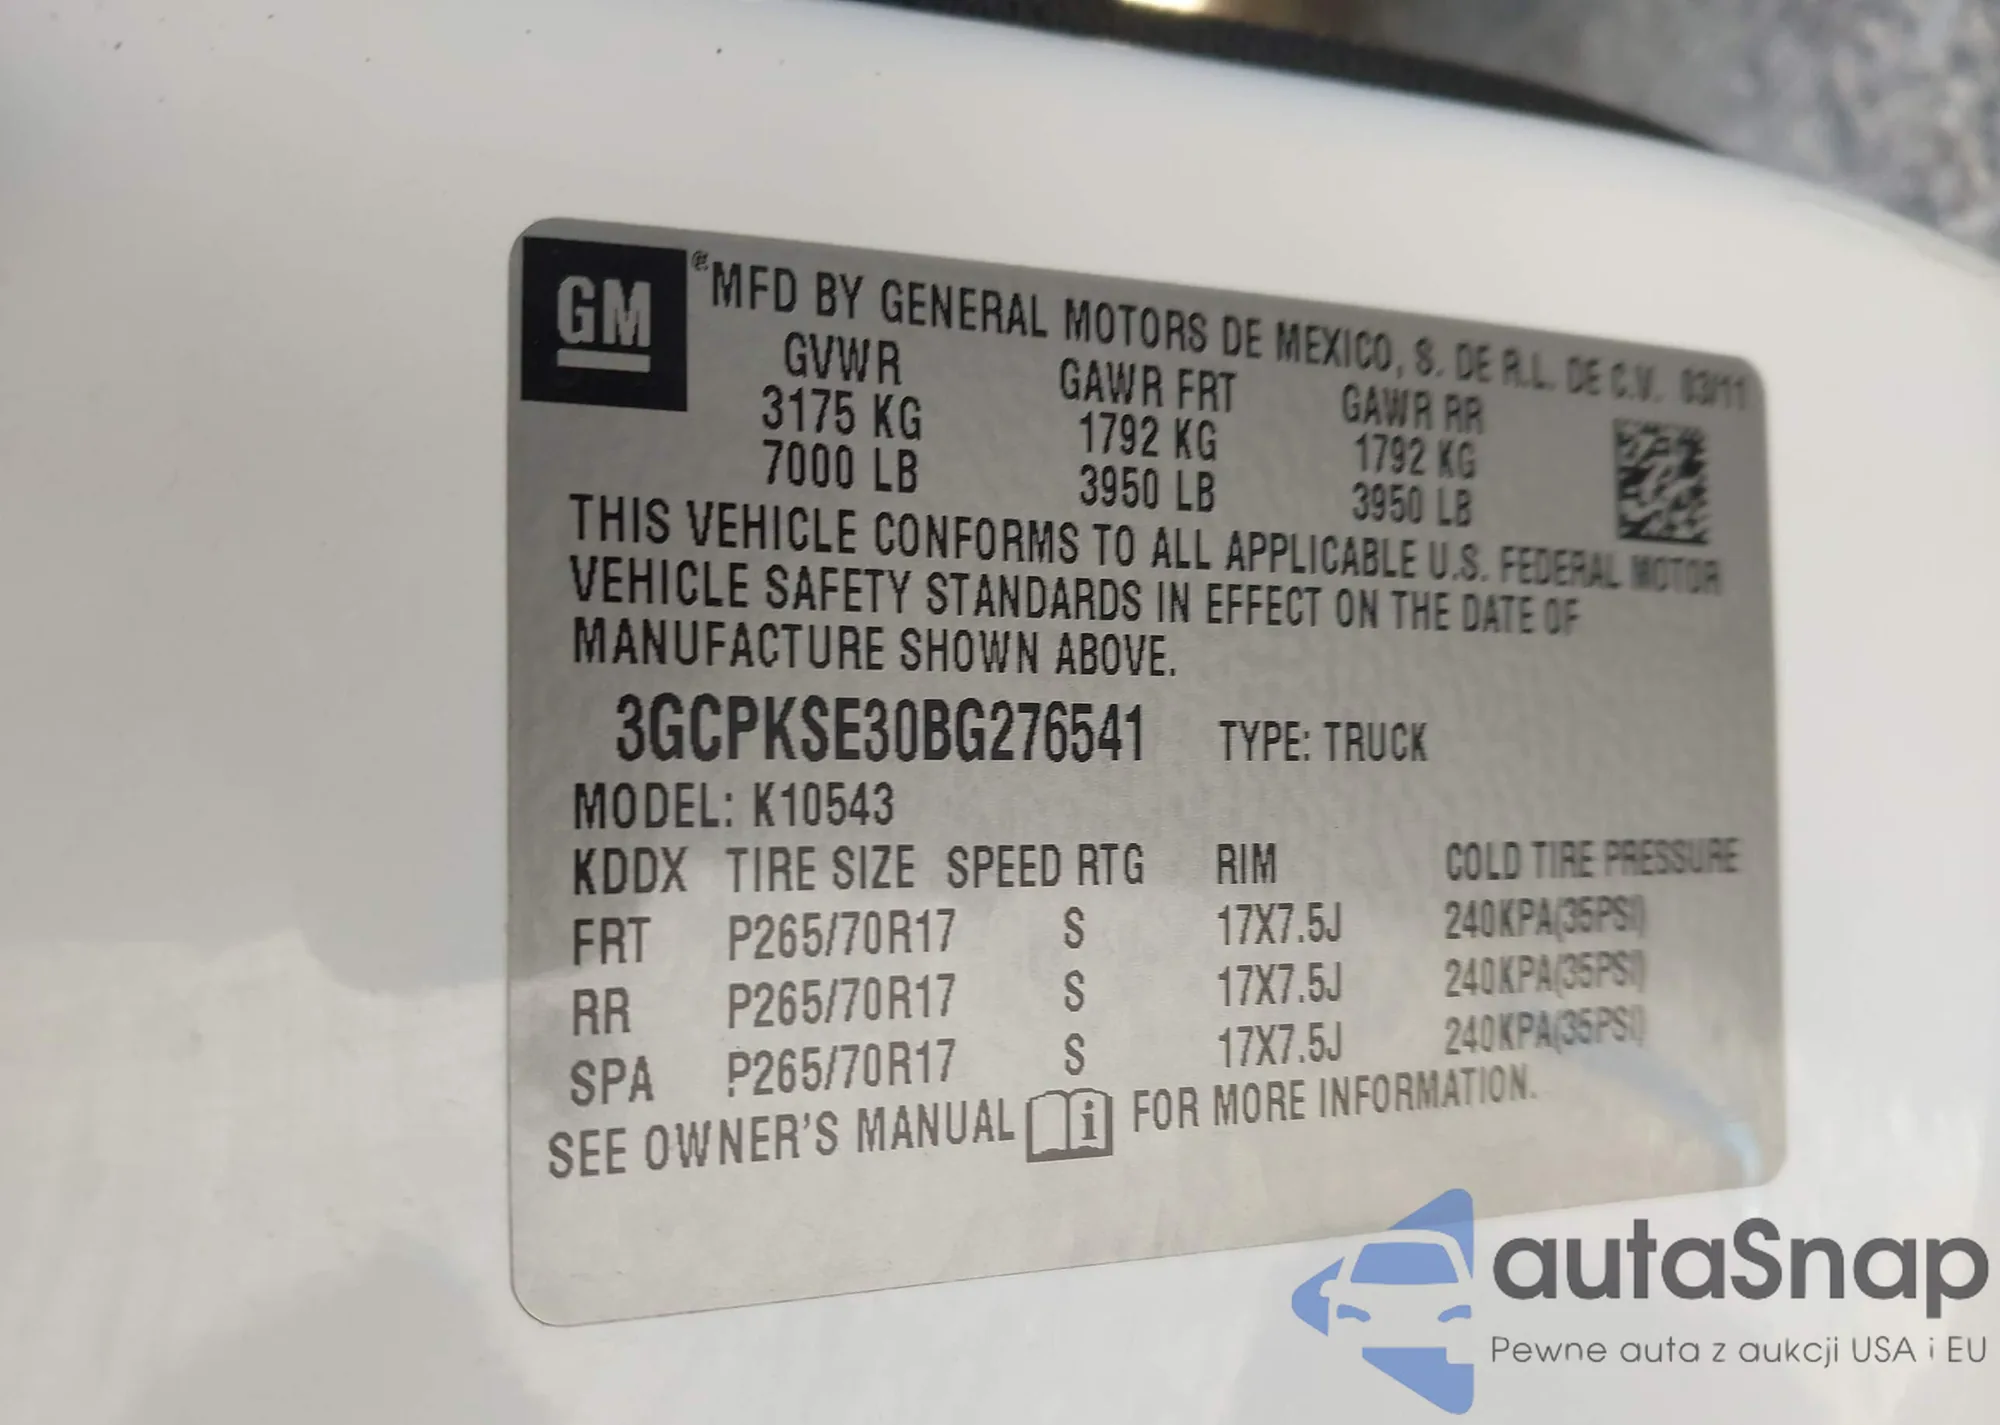 GM
®MFD BY GENERAL MOTORS DE MEXICO, S. DE R.L. DE C.V. 03/11
GVWR GAWR FRT GAWR RR
3175 KG 1792 KG 1792 KG
7000 LB 3950 LB 3950 LB
THIS VEHICLE CONFORMS TO ALL APPLICABLE U.S. FEDERAL MOTOR
VEHICLE SAFETY STANDARDS IN EFFECT ON THE DATE OF
MANUFACTURE SHOWN ABOVE.
3GCPKSE30BG276541 TYPE: TRUCK
MODEL: K10543
KDDX TIRE SIZE SPEED RTG RIM COLD TIRE PRESSURE
FRT P265/70R17 S 17X7.5J 240KPA(35PSI)
RR P265/70R17 S 17X7.5J 240KPA(35PSI)
SPA P265/70R17 S 17X7.5J 240KPA(35PSI)
SEE OWNER'S MANUAL i FOR MORE INFORMATION.
autaSnap
Pewne auta z aukcji USA i EU